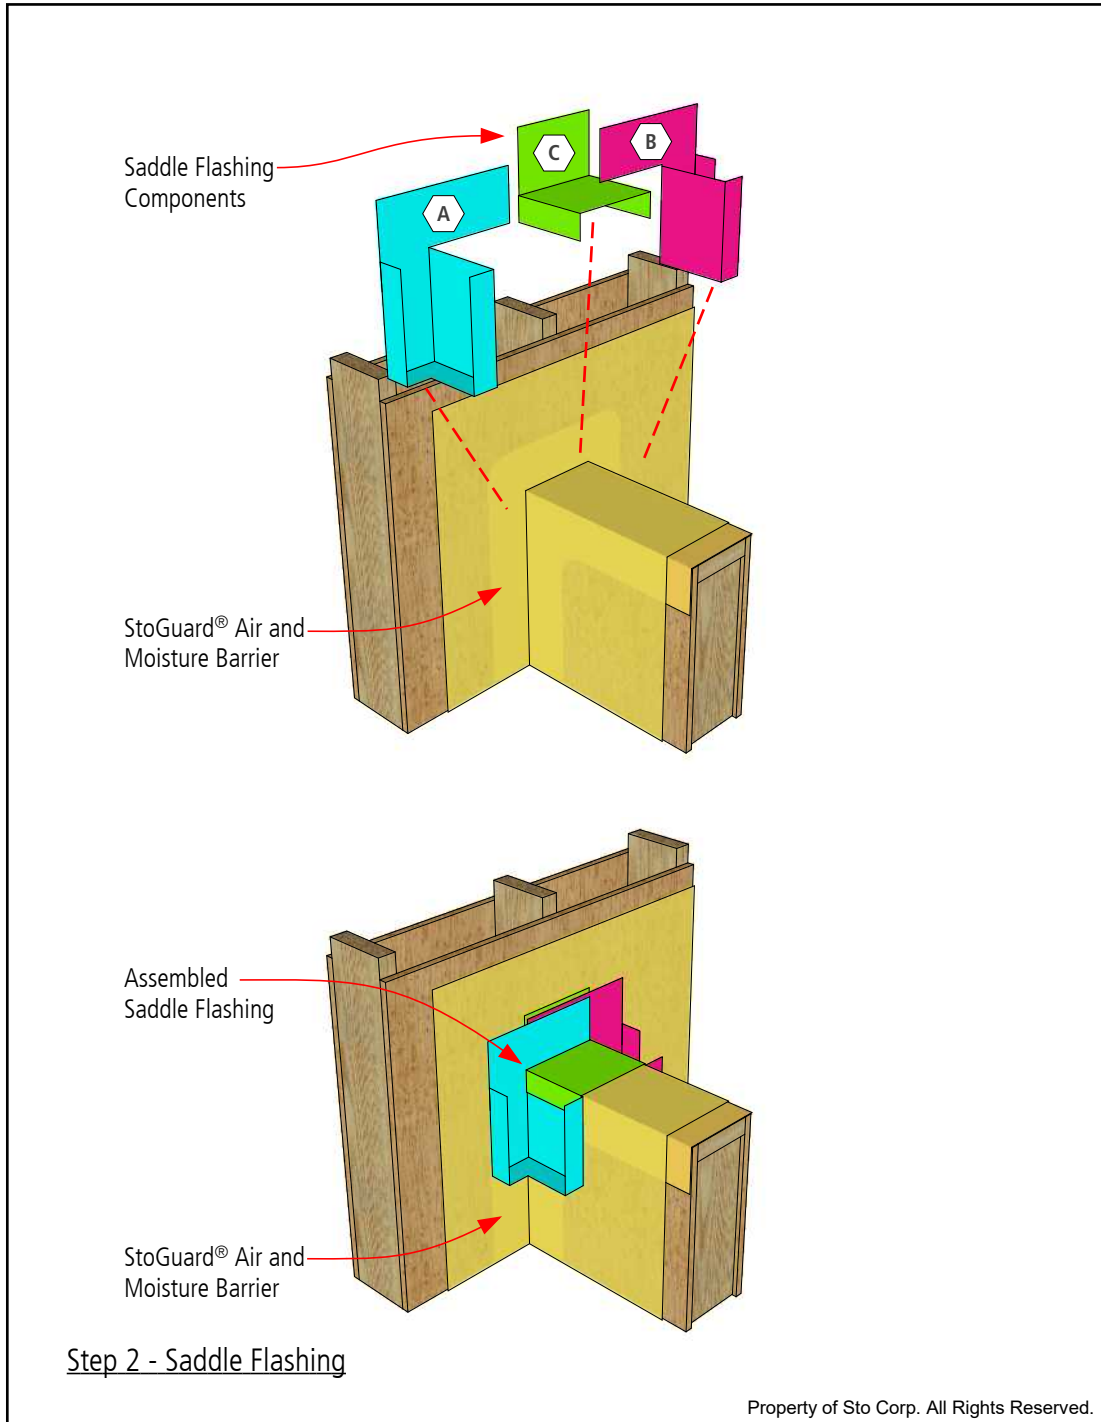 C
B
A
Saddle Flashing
Components
StoGuard® Air and
Moisture Barrier
Assembled
Saddle Flashing
StoGuard® Air and
Moisture Barrier
Step 2 - Saddle Flashing
Property of Sto Corp. All Rights Reserved.